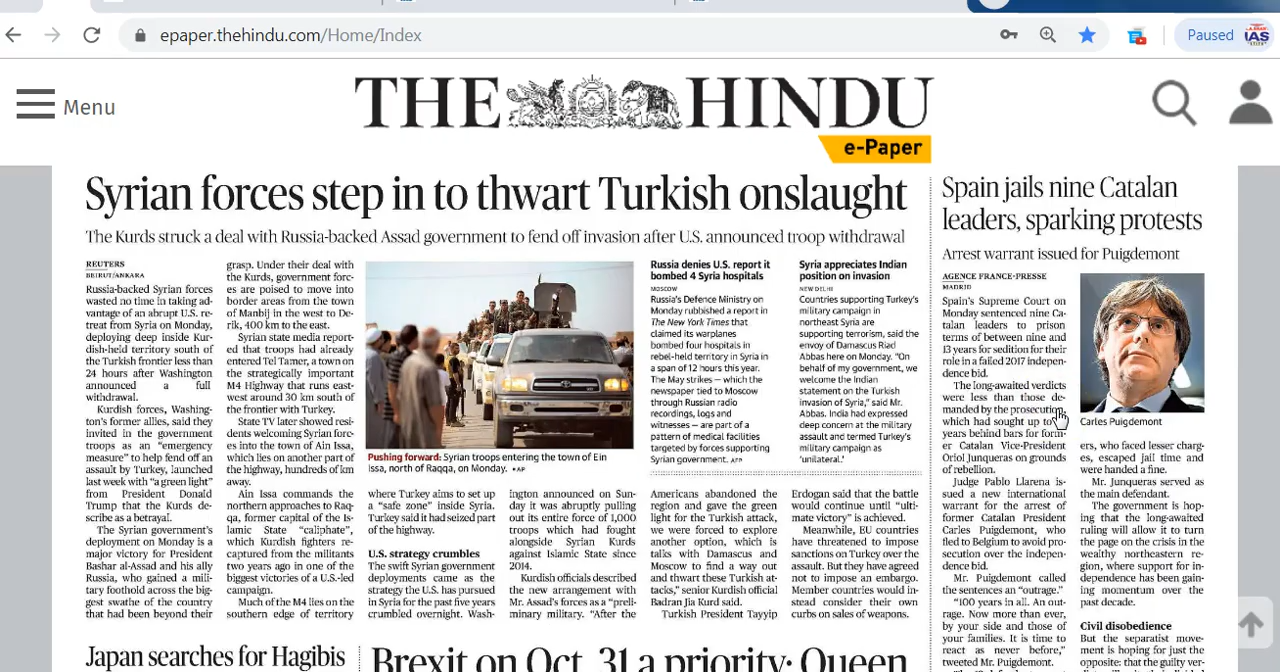 epaper.thehindu.com/Home/Index
Paused
IAS
Menu
THE HINDU
e-Paper
Syrian forces step in to thwart Turkish onslaught
The Kurds struck a deal with Russia-backed Assad government to fend off invasion after U.S. announced troop withdrawal
REUTERS
BEIRUT/ANKARA
Russia-backed Syrian forces
wasted no time in taking ad-
vantage of an abrupt U.S. re-
treat from Syria on Monday,
deploying deep inside Kur-
dish-held territory south of
the Turkish frontier less than
24 hours after Washington
announced a full
withdrawal.
Kurdish forces, Washing-
ton's former allies, said they
invited in the government
troops as an "emergency
measure" to help fend off an
assault by Turkey, launched
last week with "a green light"
from President Donald
Trump that the Kurds de-
scribe as a betrayal.
The Syrian government's
deployment on Monday is a
major victory for President
Bashar al-Assad and his ally
Russia, who gained a mili-
tary foothold across the big-
gest swathe of the country
that had been beyond their
grasp. Under their deal with
the Kurds, government forc-
es are poised to move into
border areas from the town
of Manbij in the west to De-
rik, 400 km to the east.
Syrian state media report-
ed that troops had already
entered Tel Tamer, a town on
the strategically important
M4 Highway that runs east-
west around 30 km south of
the frontier with Turkey.
State TV later showed resi-
dents welcoming Syrian forc-
es into the town of Ain Issa,
which lies on another part of
the highway, hundreds of km
away.
Ain Issa commands the
northern approaches to Raq-
qa, former capital of the Is-
lamic State "caliphate",
which Kurdish fighters re-
captured from the militants
two years ago in one of the
biggest victories of a U.S.-led
campaign.
Much of the M4 lies on the
southern edge of territory
Pushing forward: Syrian troops entering the town of Ein
Issa, north of Raqqa, on Monday. •AP
where Turkey aims to set up
a "safe zone" inside Syria.
Turkey said it had seized part
of the highway.
U.S. strategy crumbles
The swift Syrian government
deployments came as the
strategy the U.S. has pursued
in Syria for the past five years
crumbled overnight. Wash-
ington announced on Sun-
day it was abruptly pulling
out its entire force of 1,000
troops which had fought
alongside Syrian Kurds
against Islamic State since
2014.
Kurdish officials described
the new arrangement with
Mr. Assad's forces as a "preli-
minary military. "After the
Russia denies U.S. report it
bombed 4 Syria hospitals
MOSCOW
Russia's Defence Ministry on
Monday rubbished a report in
The New York Times that
claimed its warplanes
bombed four hospitals in
rebel-held territory in Syria in
a span of 12 hours this year.
The May strikes – which the
newspaper tied to Moscow
through Russian radio
recordings, logs and
witnesses – are part of a
pattern of medical facilities
targeted by forces supporting
Syrian government. AFP
Syria appreciates Indian
position on invasion
NEW DELHI
Countries supporting Turkey's
military campaign in
northeast Syria are
supporting terrorism, said the
envoy of Damascus Riad
Abbas here on Monday. "On
behalf of my government, we
welcome the Indian
statement on the Turkish
invasion of Syria," said Mr.
Abbas. India had expressed
deep concern at the military
assault and termed Turkey's
military campaign as
'unilateral.'
Americans abandoned the
region and gave the green
light for the Turkish attack,
we were forced to explore
another option, which is
talks with Damascus and
Moscow to find a way out
and thwart these Turkish at-
tacks," senior Kurdish official
Badran Jia Kurd said.
Turkish President Tayyip
Erdogan said that the battle
would continue until "ulti-
mate victory" is achieved.
Meanwhile, EU countries
have threatened to impose
sanctions on Turkey over the
assault. But they have agreed
not to impose an embargo.
Member countries would in-
stead consider their own
curbs on sales of weapons.
Spain jails nine Catalan
leaders, sparking protests
Arrest warrant issued for Puigdemont
AGENCE FRANCE-PRESSE
MADRID
Spain's Supreme Court on
Monday sentenced nine Ca-
talan leaders to prison
terms of between nine and
13 years for sedition for their
role in a failed 2017 indepen-
dence bid.
The long-awaited verdicts
were less than those de-
manded by the prosecution,
which had sought up to
years behind bars for form-
er Catalan Vice-President
Oriol Junqueras on grounds
of rebellion.
Judge Pablo Llarena is-
sued a new international
warrant for the arrest of
former Catalan President
Carles Puigdemont, who
fled to Belgium to avoid pro-
secution over the indepen-
dence bid.
Mr. Puigdemont called
the sentences an "outrage."
"100 years in all. An out-
rage. Now more than ever,
by your side and those of
your families. It is time to
react as never before,"
tweeted Mr. Puigdemont.
Carles Puigdemont
ers, who faced lesser charg-
es, escaped jail time and
were handed a fine.
Mr. Junqueras served as
the main defendant.
The government is hop-
ing that the long-awaited
ruling will allow it to turn
the page on the crisis in the
wealthy northeastern re-
gion, where support for in-
dependence has been gain-
ing momentum over the
past decade.
Civil disobedience
But the separatist move-
ment is hoping for just the
opposite: that the guilty ver-
Japan searches for Hagibis
Brexit on Oct. 31 a priority: Queen